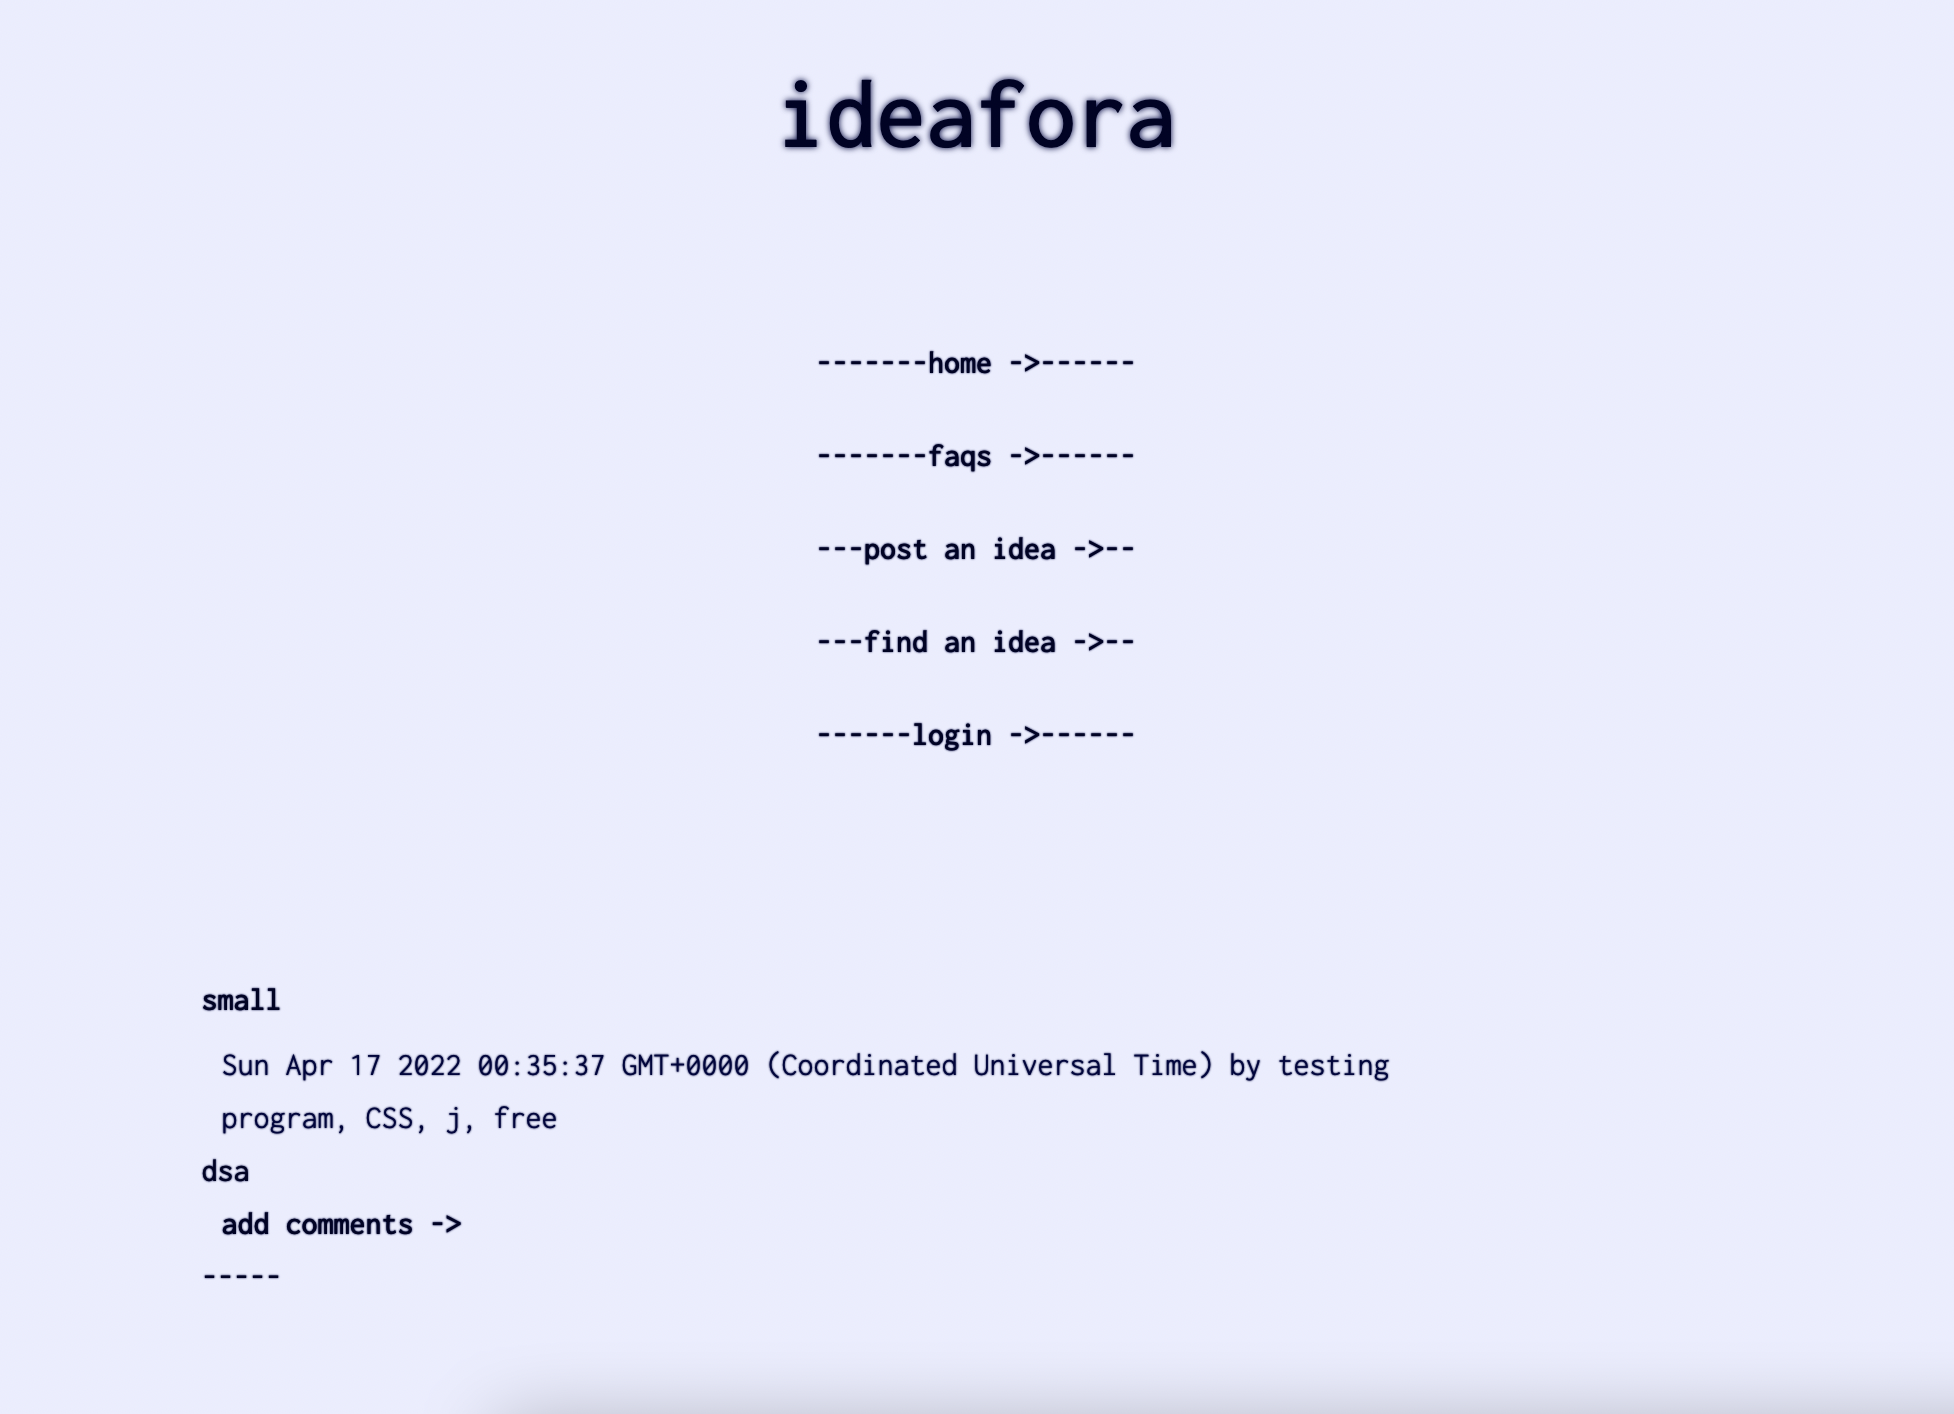 ideafora
-------home ->------
-------faqs ->------
---post an idea ->--
---find an idea ->--
------login ->------
small
Sun Apr 17 2022 00:35:37 GMT+0000 (Coordinated Universal Time) by testing
program, CSS, j, free
dsa
add comments ->
-----